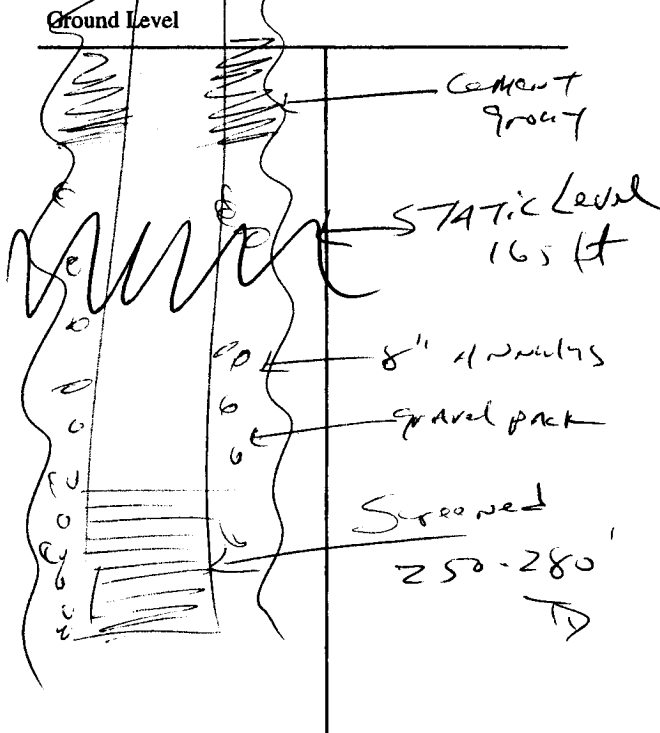 Ground Level
Cement
grout
STATic Level
165 ft
8" Annulus
gravel pack
Screened
250-280'
TD